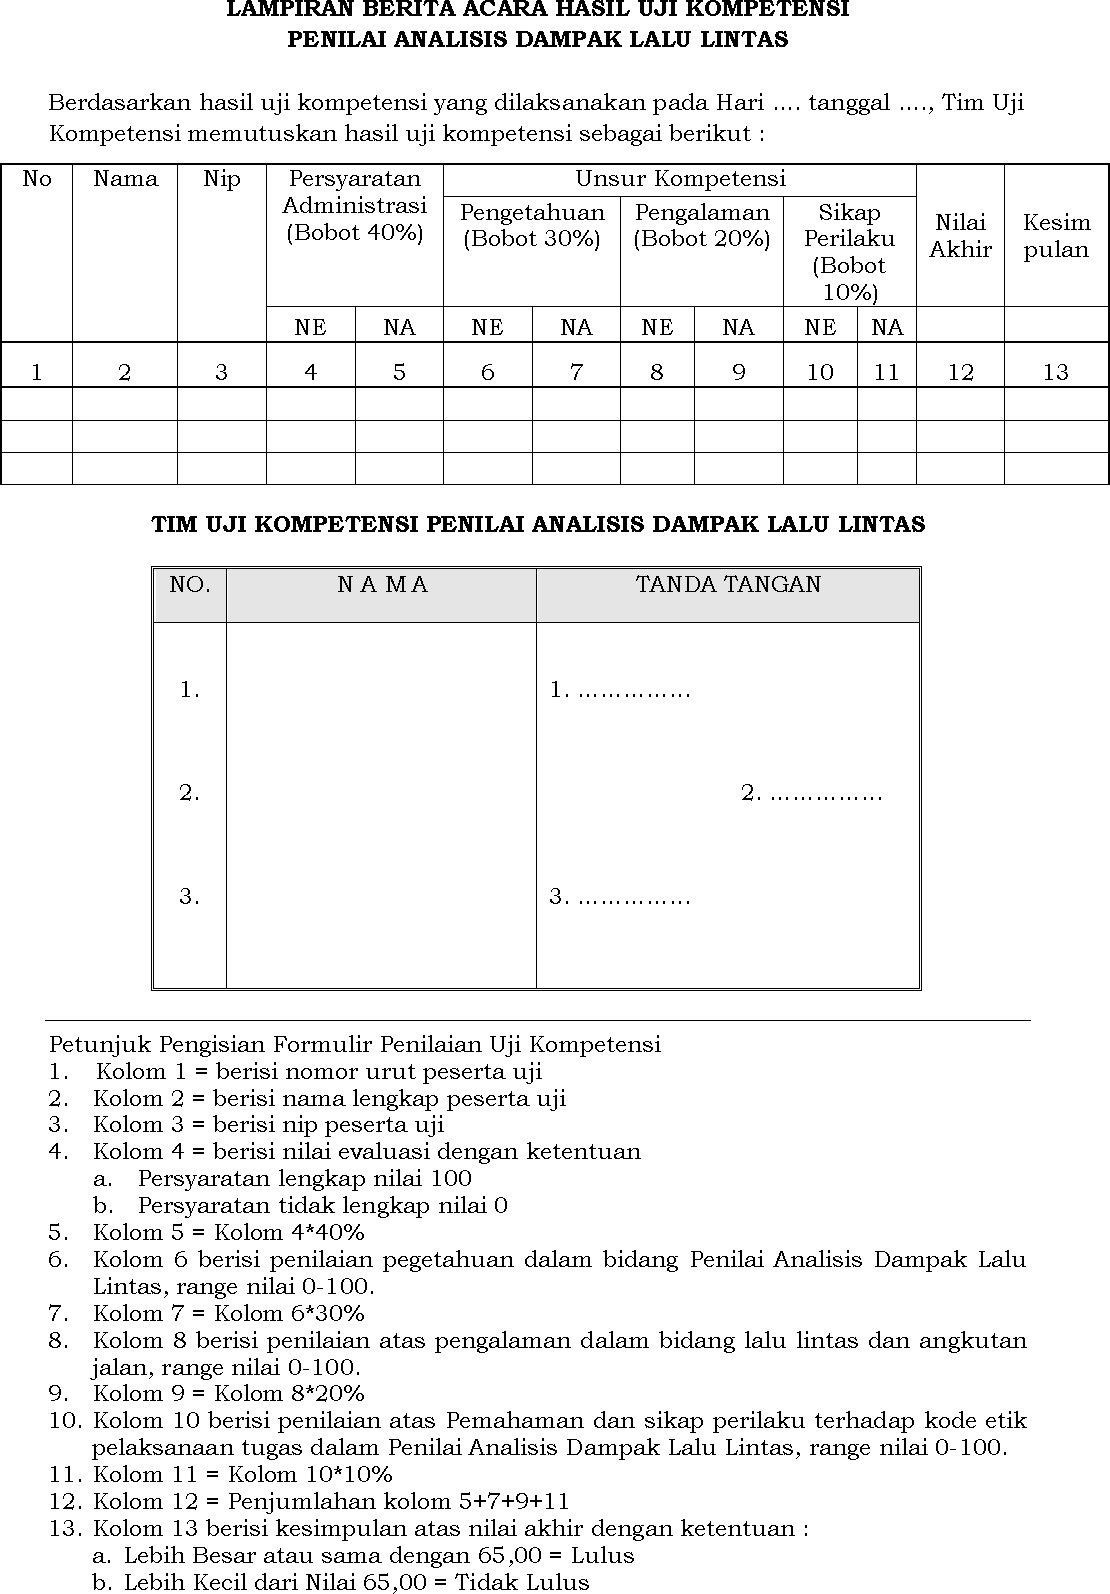 LAMPIRAN BERITA ACARA HASIL UJI KOMPETENSI
PENILAI ANALISIS DAMPAK LALU LINTAS
Berdasarkan hasil uji kompetensi yang dilaksanakan pada Hari .... tanggal ...., Tim Uji
Kompetensi memutuskan hasil uji kompetensi sebagai berikut :
No Nama Nip Persyaratan Administrasi (Bobot 40%) Unsur Kompetensi Nilai Akhir Kesim pulan
Pengetahuan (Bobot 30%) Pengalaman (Bobot 20%) Sikap Perilaku (Bobot 10%)
NE NA NE NA NE NA NE NA
1 2 3 4 5 6 7 8 9 10 11 12 13
TIM UJI KOMPETENSI PENILAI ANALISIS DAMPAK LALU LINTAS
NO. N A M A TANDA TANGAN
1. 1. ...............
2. 2. ...............
3. 3. ...............
Petunjuk Pengisian Formulir Penilaian Uji Kompetensi
1. Kolom 1 = berisi nomor urut peserta uji
2. Kolom 2 = berisi nama lengkap peserta uji
3. Kolom 3 = berisi nip peserta uji
4. Kolom 4 = berisi nilai evaluasi dengan ketentuan
a. Persyaratan lengkap nilai 100
b. Persyaratan tidak lengkap nilai 0
5. Kolom 5 = Kolom 4*40%
6. Kolom 6 berisi penilaian pegetahuan dalam bidang Penilai Analisis Dampak Lalu
Lintas, range nilai 0-100.
7. Kolom 7 = Kolom 6*30%
8. Kolom 8 berisi penilaian atas pengalaman dalam bidang lalu lintas dan angkutan
jalan, range nilai 0-100.
9. Kolom 9 = Kolom 8*20%
10. Kolom 10 berisi penilaian atas Pemahaman dan sikap perilaku terhadap kode etik
pelaksanaan tugas dalam Penilai Analisis Dampak Lalu Lintas, range nilai 0-100.
11. Kolom 11 = Kolom 10*10%
12. Kolom 12 = Penjumlahan kolom 5+7+9+11
13. Kolom 13 berisi kesimpulan atas nilai akhir dengan ketentuan :
a. Lebih Besar atau sama dengan 65,00 = Lulus
b. Lebih Kecil dari Nilai 65,00 = Tidak Lulus